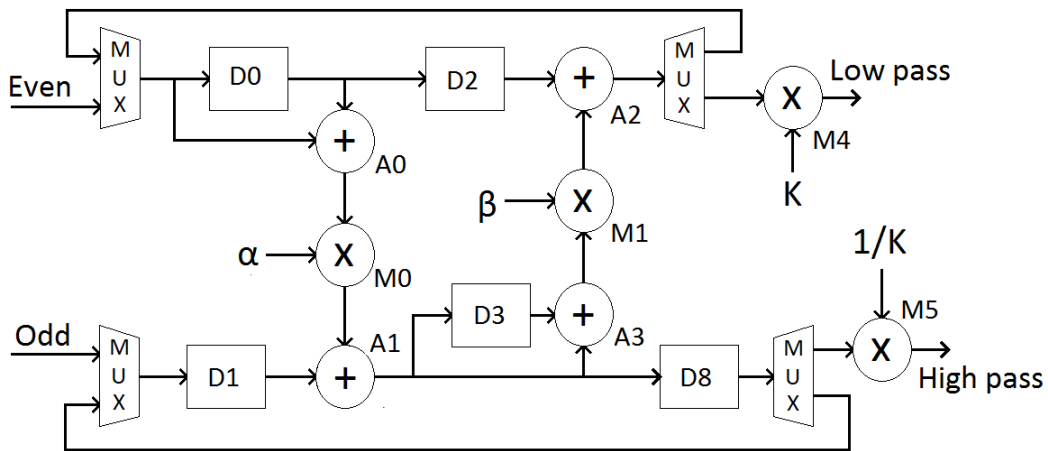 M
U
X
D0
D2
+
A2
M
U
X
X
Low pass
M4
K
Even
+
A0
β
X
M1
α
X
M0
1/K
M5
Odd
M
U
X
D1
A1
+
D3
+
A3
D8
M
U
X
X
High pass